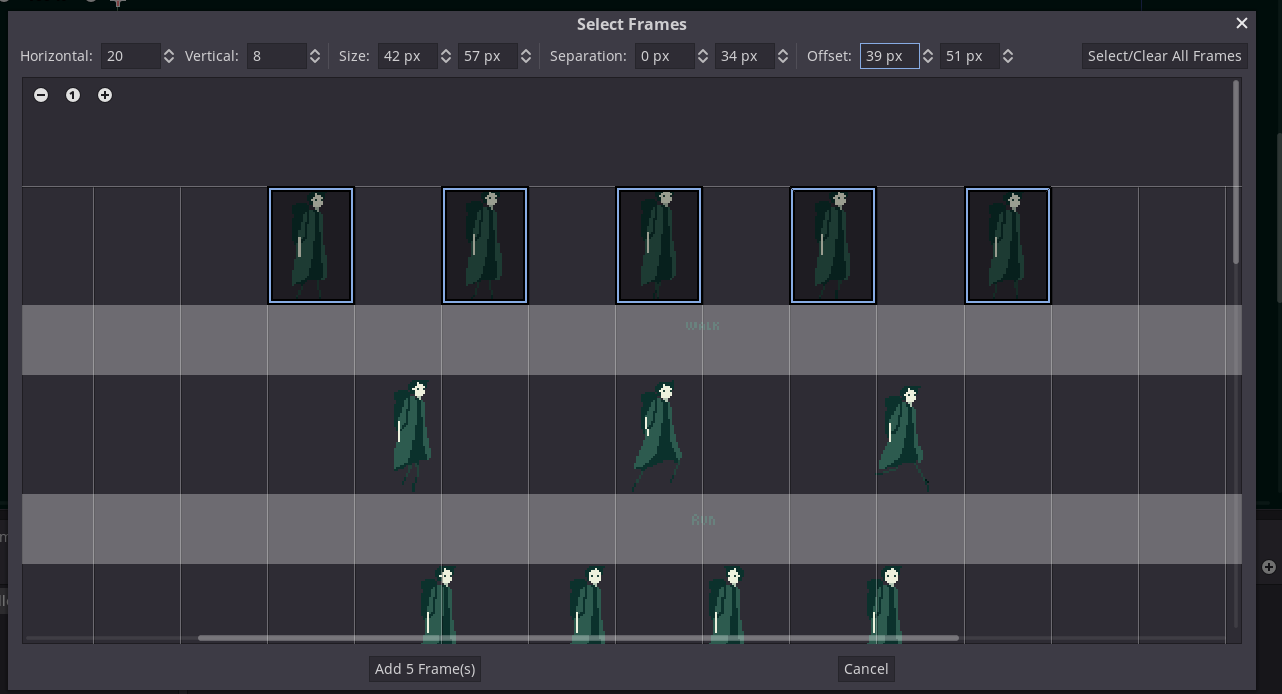 Select Frames
Horizontal: 20 Vertical: 8 Size: 42 px 57 px Separation: 0 px 34 px Offset: 39 px 51 px Select/Clear All Frames
1
WALK
RUN
Add 5 Frame(s) Cancel